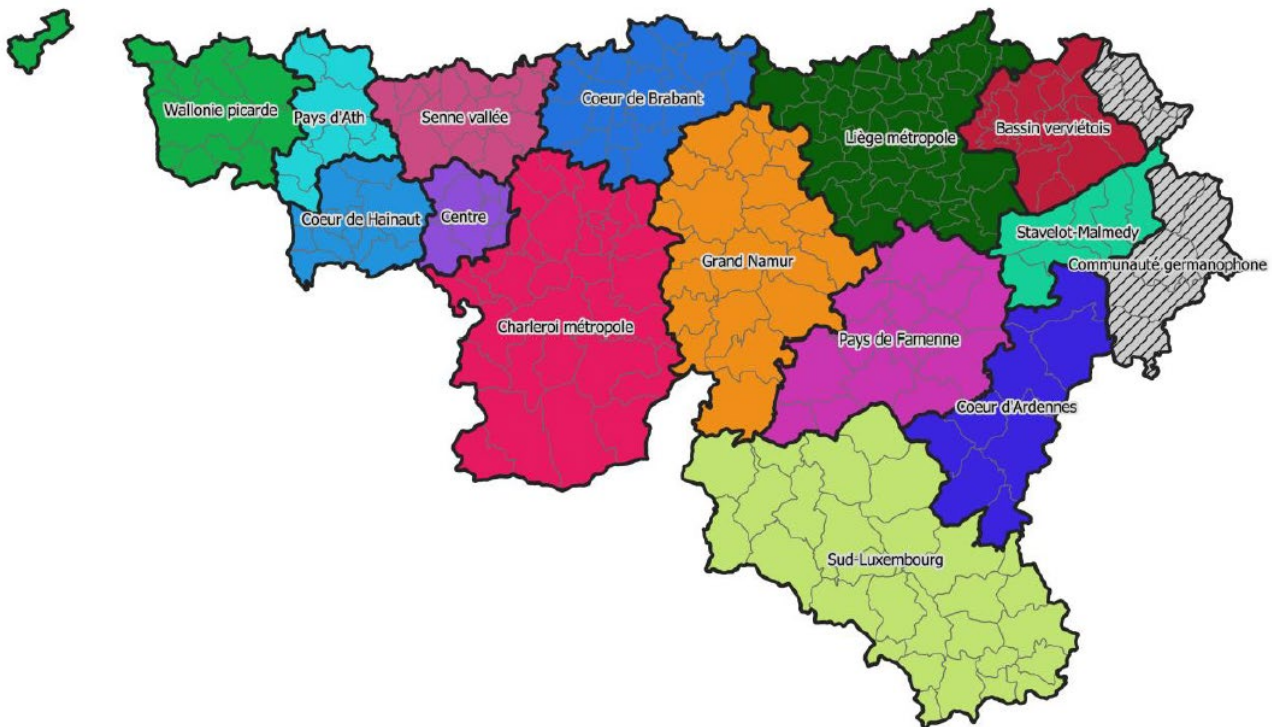 Wallonie picarde
Pays d'Ath
Senne vallée
Coeur de Brabant
Liège métropole
Bassin verviétois
Coeur de Hainaut
Centre
Stavelot-Malmedy
Grand Namur
Communauté germanophone
Charleroi métropole
Pays de Famenne
Coeur d'Ardennes
Sud-Luxembourg